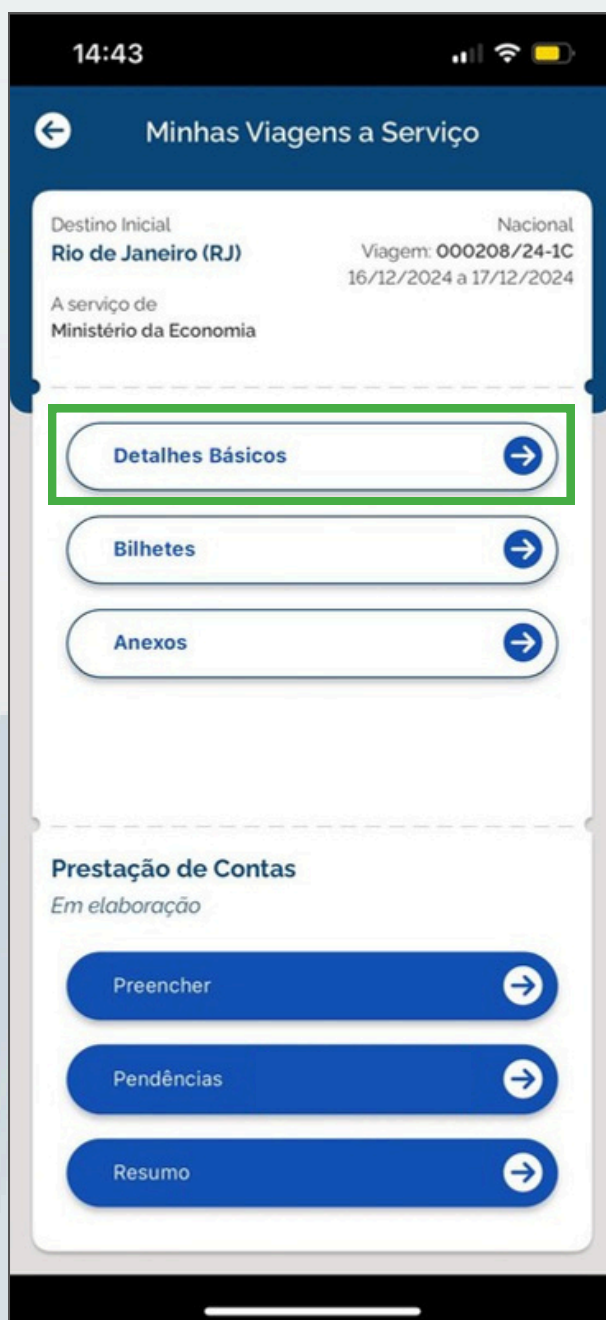 14:43
Minhas Viagens a Serviço
Destino Inicial
Nacional
Rio de Janeiro (RJ)
Viagem: 000208/24-1C
16/12/2024 a 17/12/2024
A serviço de
Ministério da Economia
Detalhes Básicos
Bilhetes
Anexos
Prestação de Contas
Em elaboração
Preencher
Pendências
Resumo